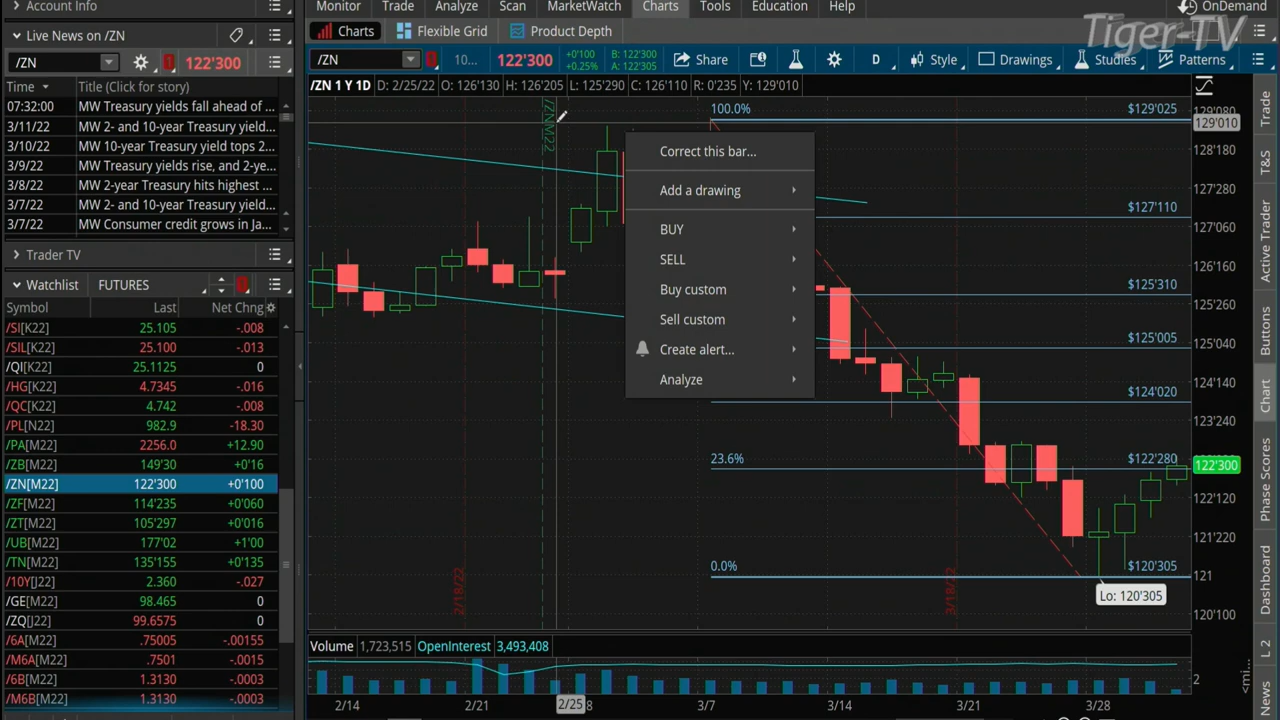 Account Info
Monitor Trade Analyze Scan MarketWatch Charts Tools Education Help OnDemand
Tiger-TV
Live News on /ZN
Charts Flexible Grid Product Depth
/ZN 122'300
/ZN 10... 122'300 +0'100 +0.25% B: 122'300 A: 122'305 Share D Style Drawings Studies Patterns
Time Title (Click for story)
/ZN 1 Y 1D D: 2/25/22 O: 126'130 H: 126'205 L: 125'290 C: 126'110 R: 0'235 Y: 129'010
07:32:00 MW Treasury yields fall ahead of ...
3/11/22 MW 2- and 10-year Treasury yield...
3/10/22 MW 10-year Treasury yield tops 2...
3/9/22 MW Treasury yields rise, and 2-ye...
3/8/22 MW 2-year Treasury hits highest ...
3/7/22 MW 2- and 10-year Treasury yield...
3/7/22 MW Consumer credit grows in Ja...
Trader TV
Watchlist FUTURES
Symbol Last Net Chng
/SI[K22] 25.105 -.008
/SIL[K22] 25.100 -.013
/QI[K22] 25.1125 0
/HG[K22] 4.7345 -.016
/QC[K22] 4.742 -.008
/PL[N22] 982.9 -18.30
/PA[M22] 2256.0 +12.90
/ZB[M22] 149'30 +0'16
/ZN[M22] 122'300 +0'100
/ZF[M22] 114'235 +0'060
/ZT[M22] 105'297 +0'016
/UB[M22] 177'02 +1'00
/TN[M22] 135'155 +0'135
/10Y[J22] 2.360 -.027
/GE[M22] 98.465 0
/ZQ[J22] 99.6575 0
/6A[M22] .75005 -.00155
/M6A[M22] .7501 -.0015
/6B[M22] 1.3130 -.0003
/M6B[M22] 1.3130 -.0003
/ZNM22
100.0% $129'025
Correct this bar...
Add a drawing
BUY
SELL
Buy custom
Sell custom
Create alert...
Analyze
$127'110
$125'310
$125'005
$124'020
23.6% $122'280
0.0% $120'305
Lo: 120'305
2/18/22
3/18/22
129'080
129'010
128'180
127'280
127'060
126'160
125'260
125'040
124'140
123'240
122'300
122'120
121'220
121
120'100
Volume 1,723,515 OpenInterest 3,493,408
2
<mi...
2/14 2/21 2/25 8 3/7 3/14 3/21 3/28
Trade
T&S
Active Trader
Buttons
Chart
Phase Scores
Dashboard
L2
News